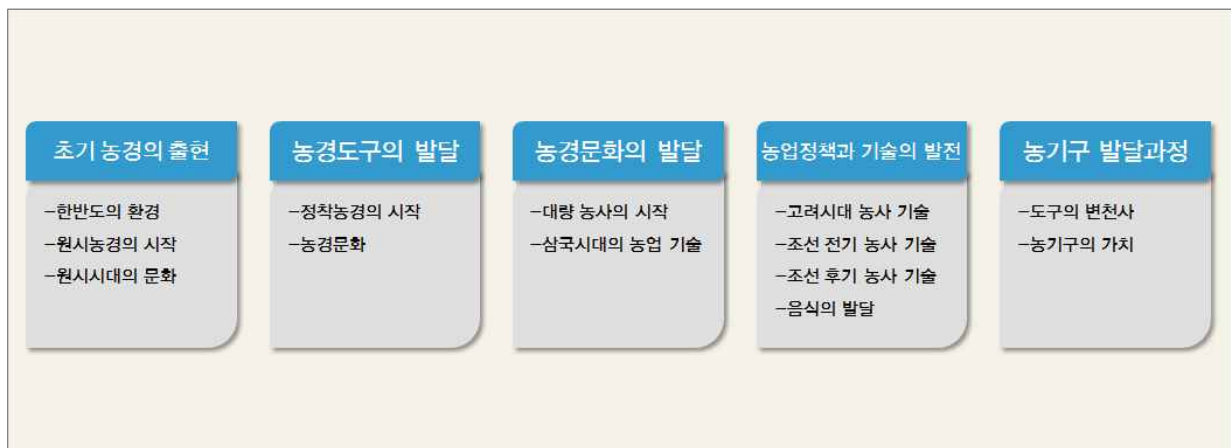 초기 농경의 출현
-한반도의 환경
-원시농경의 시작
-원시시대의 문화
농경도구의 발달
-정착농경의 시작
-농경문화
농경문화의 발달
-대량 농사의 시작
-삼국시대의 농업 기술
농업정책과 기술의 발전
-고려시대 농사 기술
-조선 전기 농사 기술
-조선 후기 농사 기술
-음식의 발달
농기구 발달과정
-도구의 변천사
-농기구의 가치